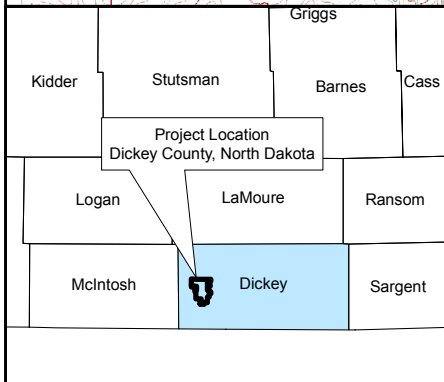 Griggs
Kidder
Stutsman
Barnes
Cass
Project Location
Dickey County, North Dakota
Logan
LaMoure
Ransom
McIntosh
Dickey
Sargent